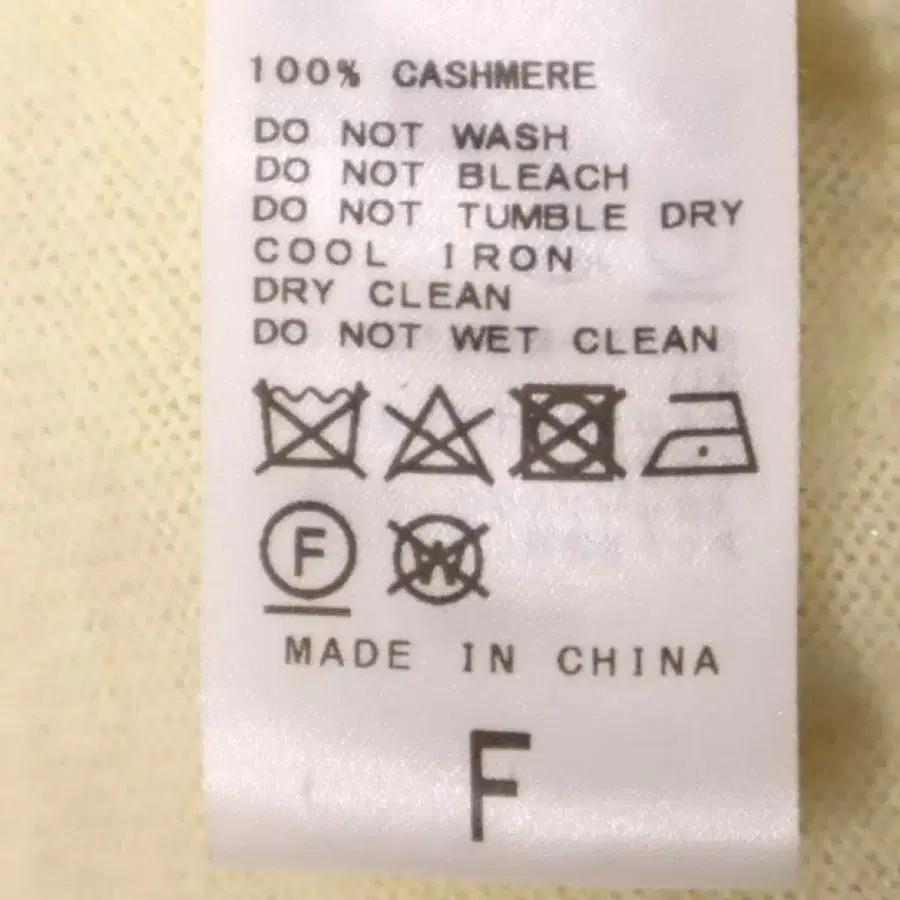 100% CASHMERE
DO NOT WASH
DO NOT BLEACH
DO NOT TUMBLE DRY
COOL IRON
DRY CLEAN
DO NOT WET CLEAN
F W
MADE IN CHINA
F